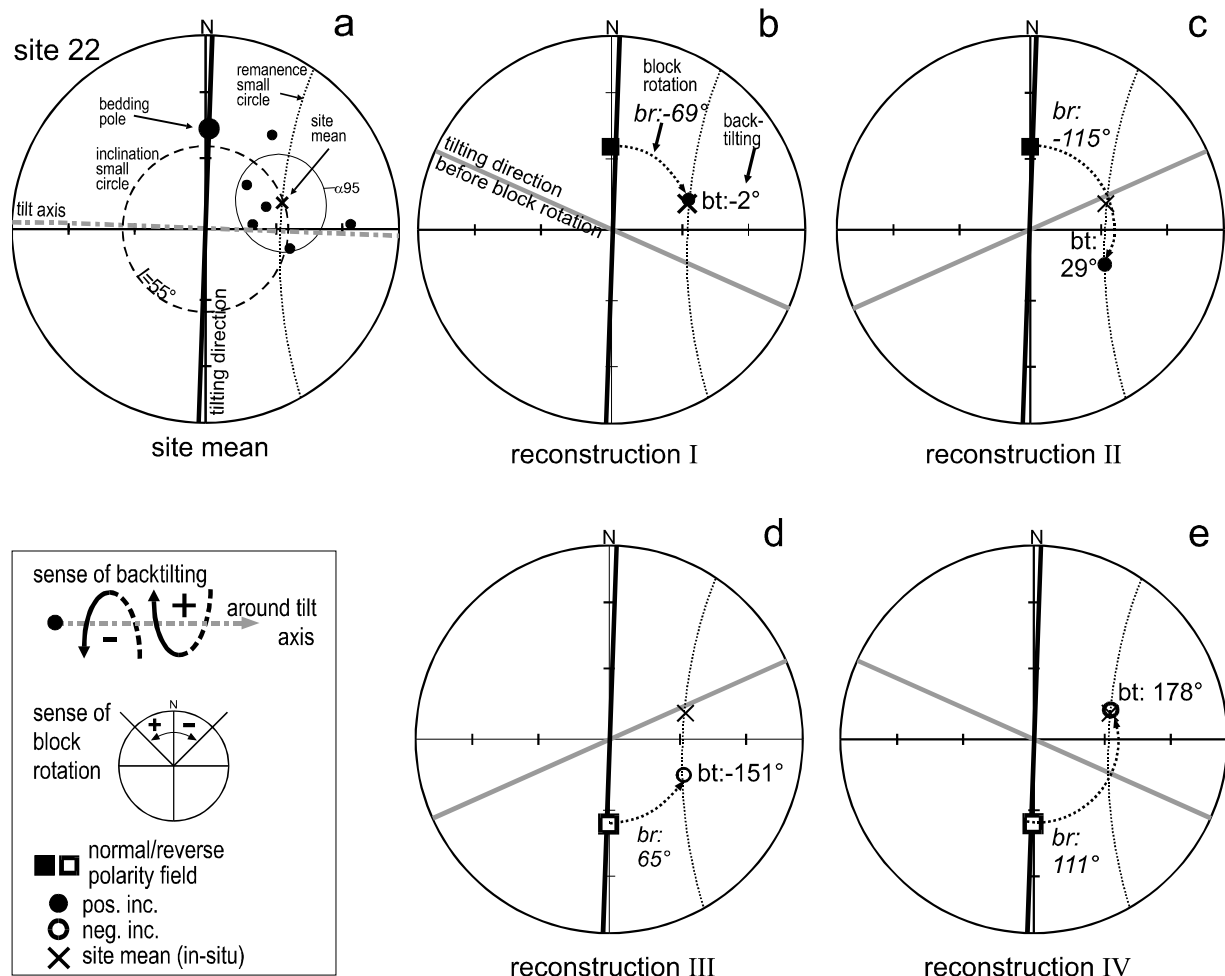 site 22
a
N
remanence
small
circle
bedding
pole
site
mean
inclination
small
circle
α95
tilt axis
I=55°
tilting direction
site mean
b
N
block
rotation
br:-69°
back-
tilting
tilting direction
before block rotation
bt:-2°
reconstruction I
c
N
br:
-115°
bt:
29°
reconstruction II
sense of backtilting
+
-
around tilt
axis
sense of
block
rotation
N
+ -
normal/reverse
polarity field
pos. inc.
neg. inc.
site mean (in-situ)
d
N
bt:-151°
br:
65°
reconstruction III
e
N
bt: 178°
br:
111°
reconstruction IV